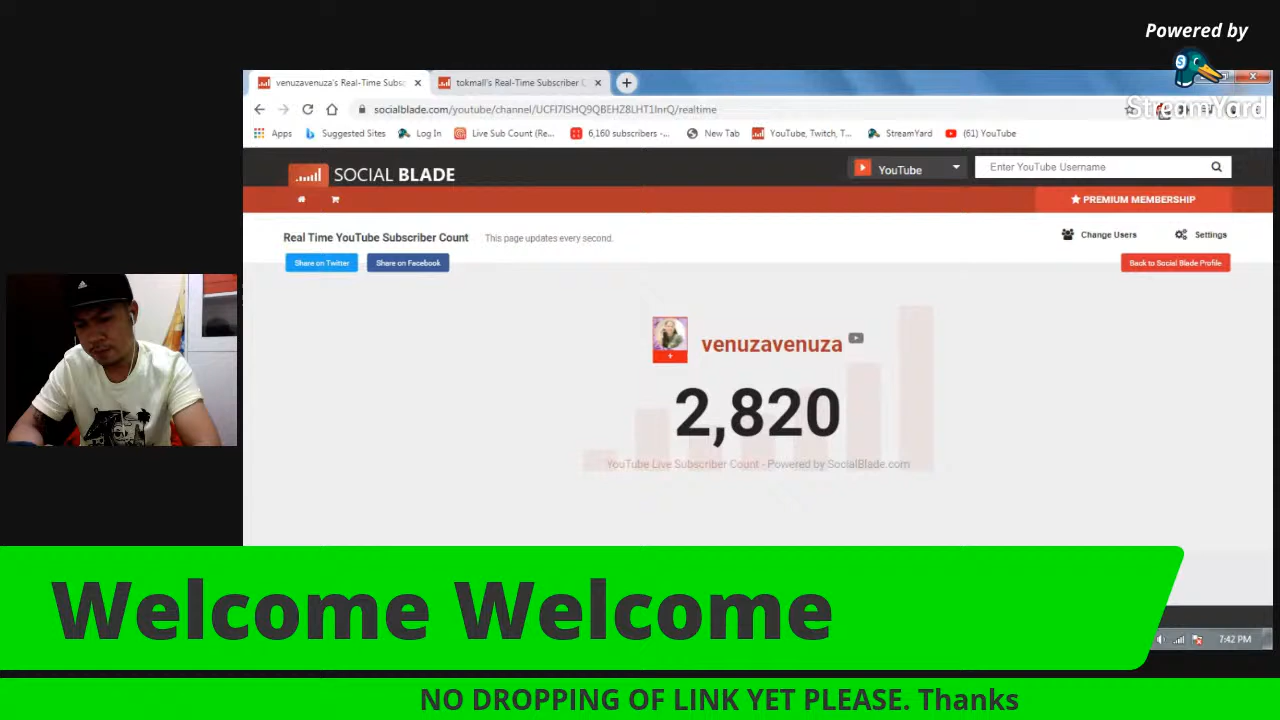 Powered by
StreamYard
venuzavenuza's Real-Time Subsc
tokmall's Real-Time Subscriber C
socialblade.com/youtube/channel/UCFI7ISHQ9QBEHZ8LHT1InrQ/realtime
Apps Suggested Sites Log In Live Sub Count (Re... 6,160 subscribers -... New Tab YouTube, Twitch, T... StreamYard (61) YouTube
SOCIAL BLADE YouTube Enter YouTube Username
PREMIUM MEMBERSHIP
Real Time YouTube Subscriber Count This page updates every second. Change Users Settings
Share on Twitter Share on Facebook Back to Social Blade Profile
venuzavenuza
2,820
YouTube Live Subscriber Count - Powered by SocialBlade.com
Welcome Welcome
7:42 PM
NO DROPPING OF LINK YET PLEASE. Thanks